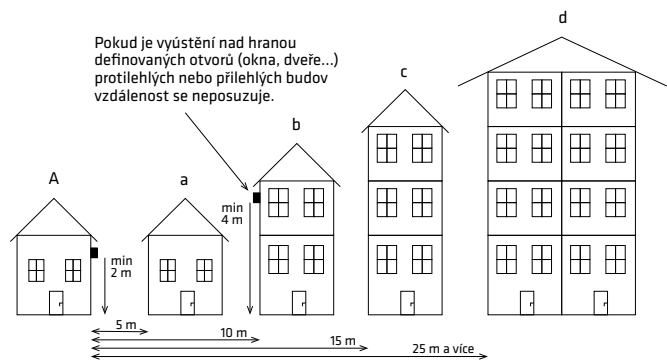 Pokud je vyústění nad hranou
definovaných otvorů (okna, dveře...)
protilehlých nebo přilehlých budov
vzdálenost se neposuzuje.
d
c
b
A
a
min
4 m
min
2 m
5 m
10 m
15 m
25 m a více